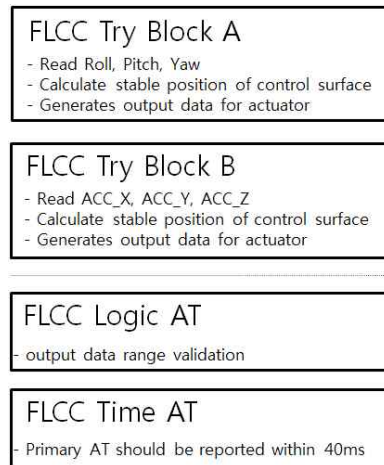 FLCC Try Block A
- Read Roll, Pitch, Yaw
- Calculate stable position of control surface
- Generates output data for actuator
FLCC Try Block B
- Read ACC_X, ACC_Y, ACC_Z
- Calculate stable position of control surface
- Generates output data for actuator
FLCC Logic AT
- output data range validation
FLCC Time AT
- Primary AT should be reported within 40ms